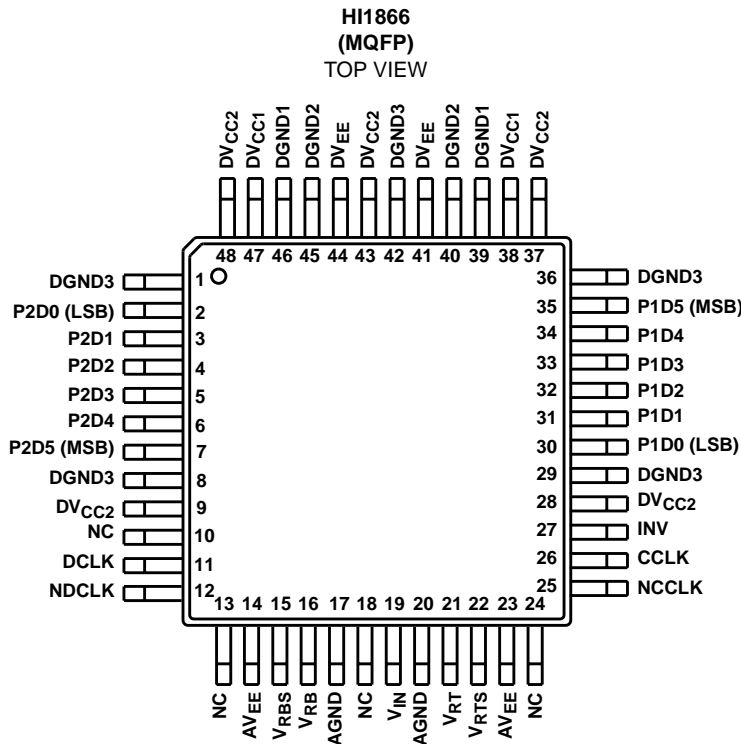 HI1866
(MQFP)
TOP VIEW
DVCC2
DVCC1
DGND1
DGND2
DVEE
DVCC2
DGND3
DVEE
DGND2
DGND1
DVCC1
DVCC2
48 47 46 45 44 43 42 41 40 39 38 37
DGND3 1
P2D0 (LSB) 2
P2D1 3
P2D2 4
P2D3 5
P2D4 6
P2D5 (MSB) 7
DGND3 8
DVCC2 9
NC 10
DCLK 11
NDCLK 12
36 DGND3
35 P1D5 (MSB)
34 P1D4
33 P1D3
32 P1D2
31 P1D1
30 P1D0 (LSB)
29 DGND3
28 DVCC2
27 INV
26 CCLK
25 NCCLK
13 14 15 16 17 18 19 20 21 22 23 24
NC
AVEE
VRBS
VRB
AGND
NC
VIN
AGND
VRT
VRTS
AVEE
NC